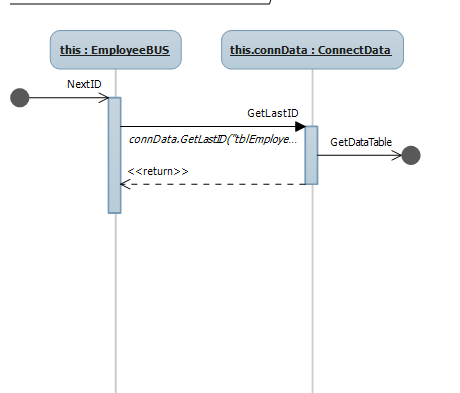 this : EmployeeBUS
this.connData : ConnectData
NextID
GetLastID
connData.GetLastID("tblEmploye...
GetDataTable
<<return>>